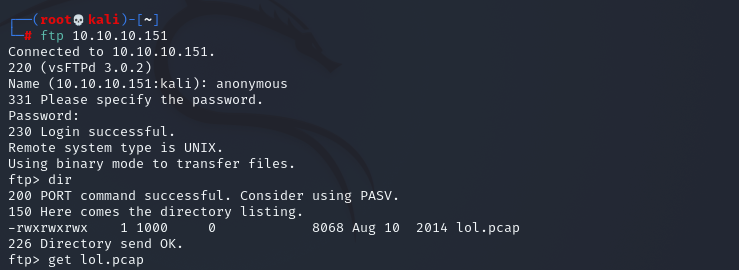 ┌──(root💀kali)-[~]
└─# ftp 10.10.10.151
Connected to 10.10.10.151.
220 (vsFTPd 3.0.2)
Name (10.10.10.151:kali): anonymous
331 Please specify the password.
Password:
230 Login successful.
Remote system type is UNIX.
Using binary mode to transfer files.
ftp> dir
200 PORT command successful. Consider using PASV.
150 Here comes the directory listing.
-rwxrwxrwx    1 1000     0            8068 Aug 10  2014 lol.pcap
226 Directory send OK.
ftp> get lol.pcap